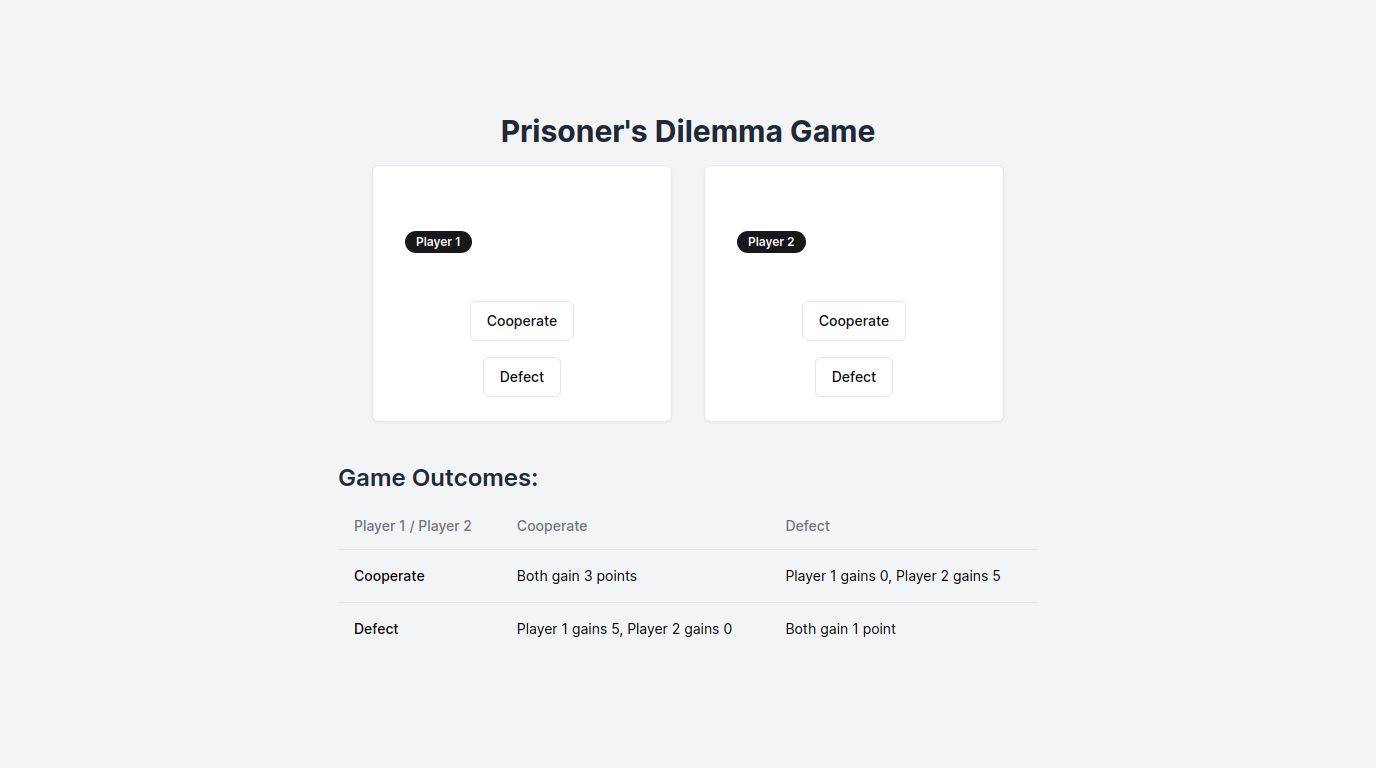 Prisoner's Dilemma Game
Player 1
Cooperate
Defect
Player 2
Cooperate
Defect
Game Outcomes:
Player 1 / Player 2 Cooperate Defect
Cooperate Both gain 3 points Player 1 gains 0, Player 2 gains 5
Defect Player 1 gains 5, Player 2 gains 0 Both gain 1 point